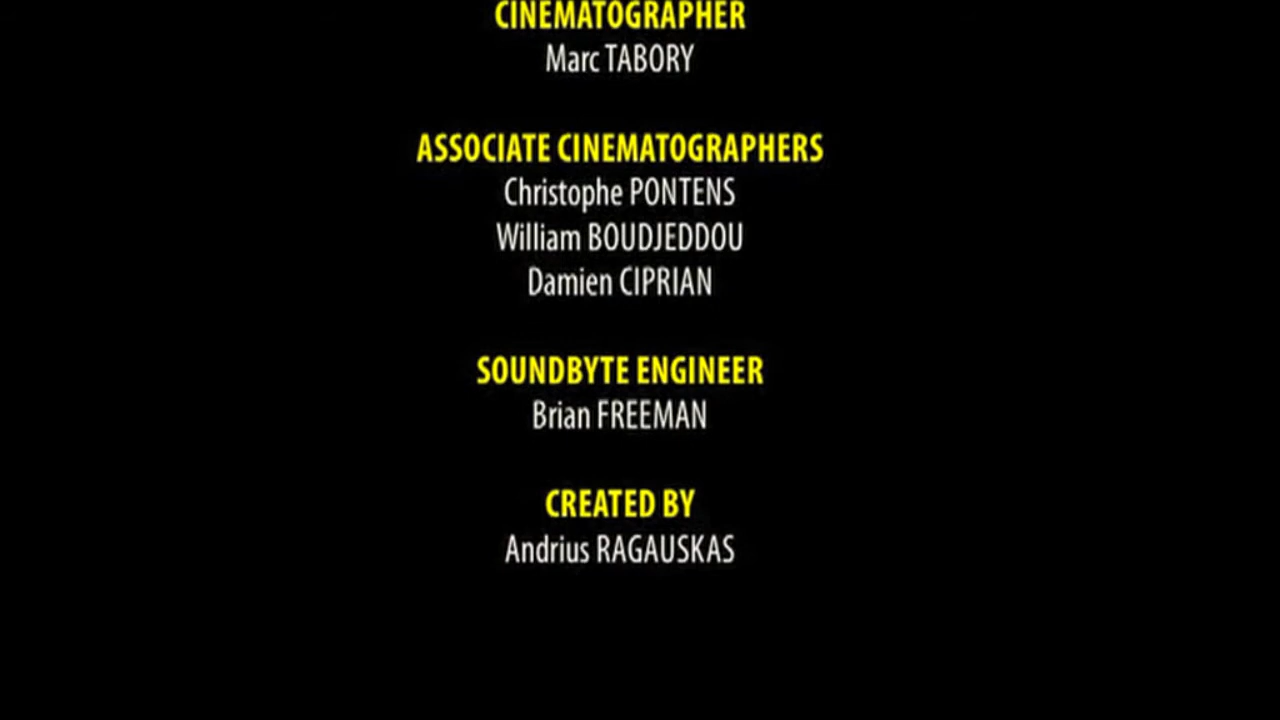 CINEMATOGRAPHER
Marc TABORY
ASSOCIATE CINEMATOGRAPHERS
Christophe PONTENS
William BOUDJEDDOU
Damien CIPRIAN
SOUNDBYTE ENGINEER
Brian FREEMAN
CREATED BY
Andrius RAGAUSKAS